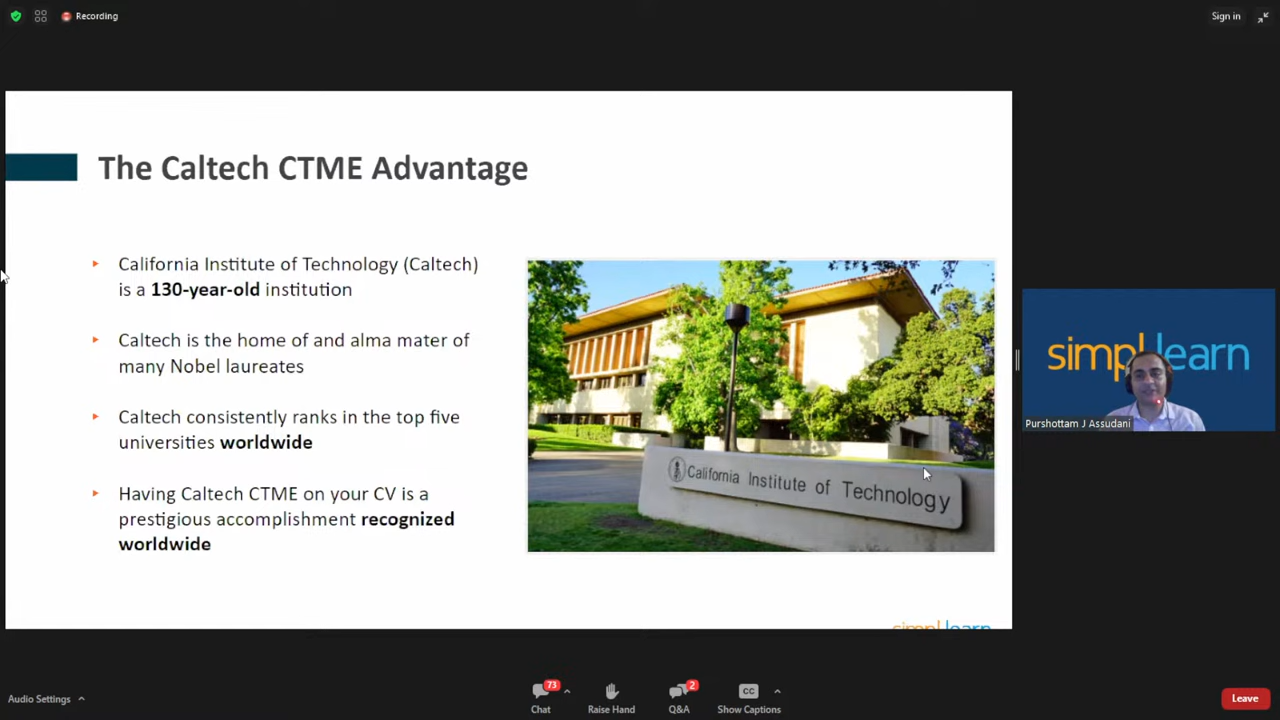 Recording
Sign in
The Caltech CTME Advantage
California Institute of Technology (Caltech)
is a 130-year-old institution
Caltech is the home of and alma mater of
many Nobel laureates
Caltech consistently ranks in the top five
universities worldwide
Having Caltech CTME on your CV is a
prestigious accomplishment recognized
worldwide
California Institute of Technology
simplilearn
Purshottam J Assudani
simplilearn
Audio Settings
73
Chat
Raise Hand
2
Q&A
CC
Show Captions
Leave